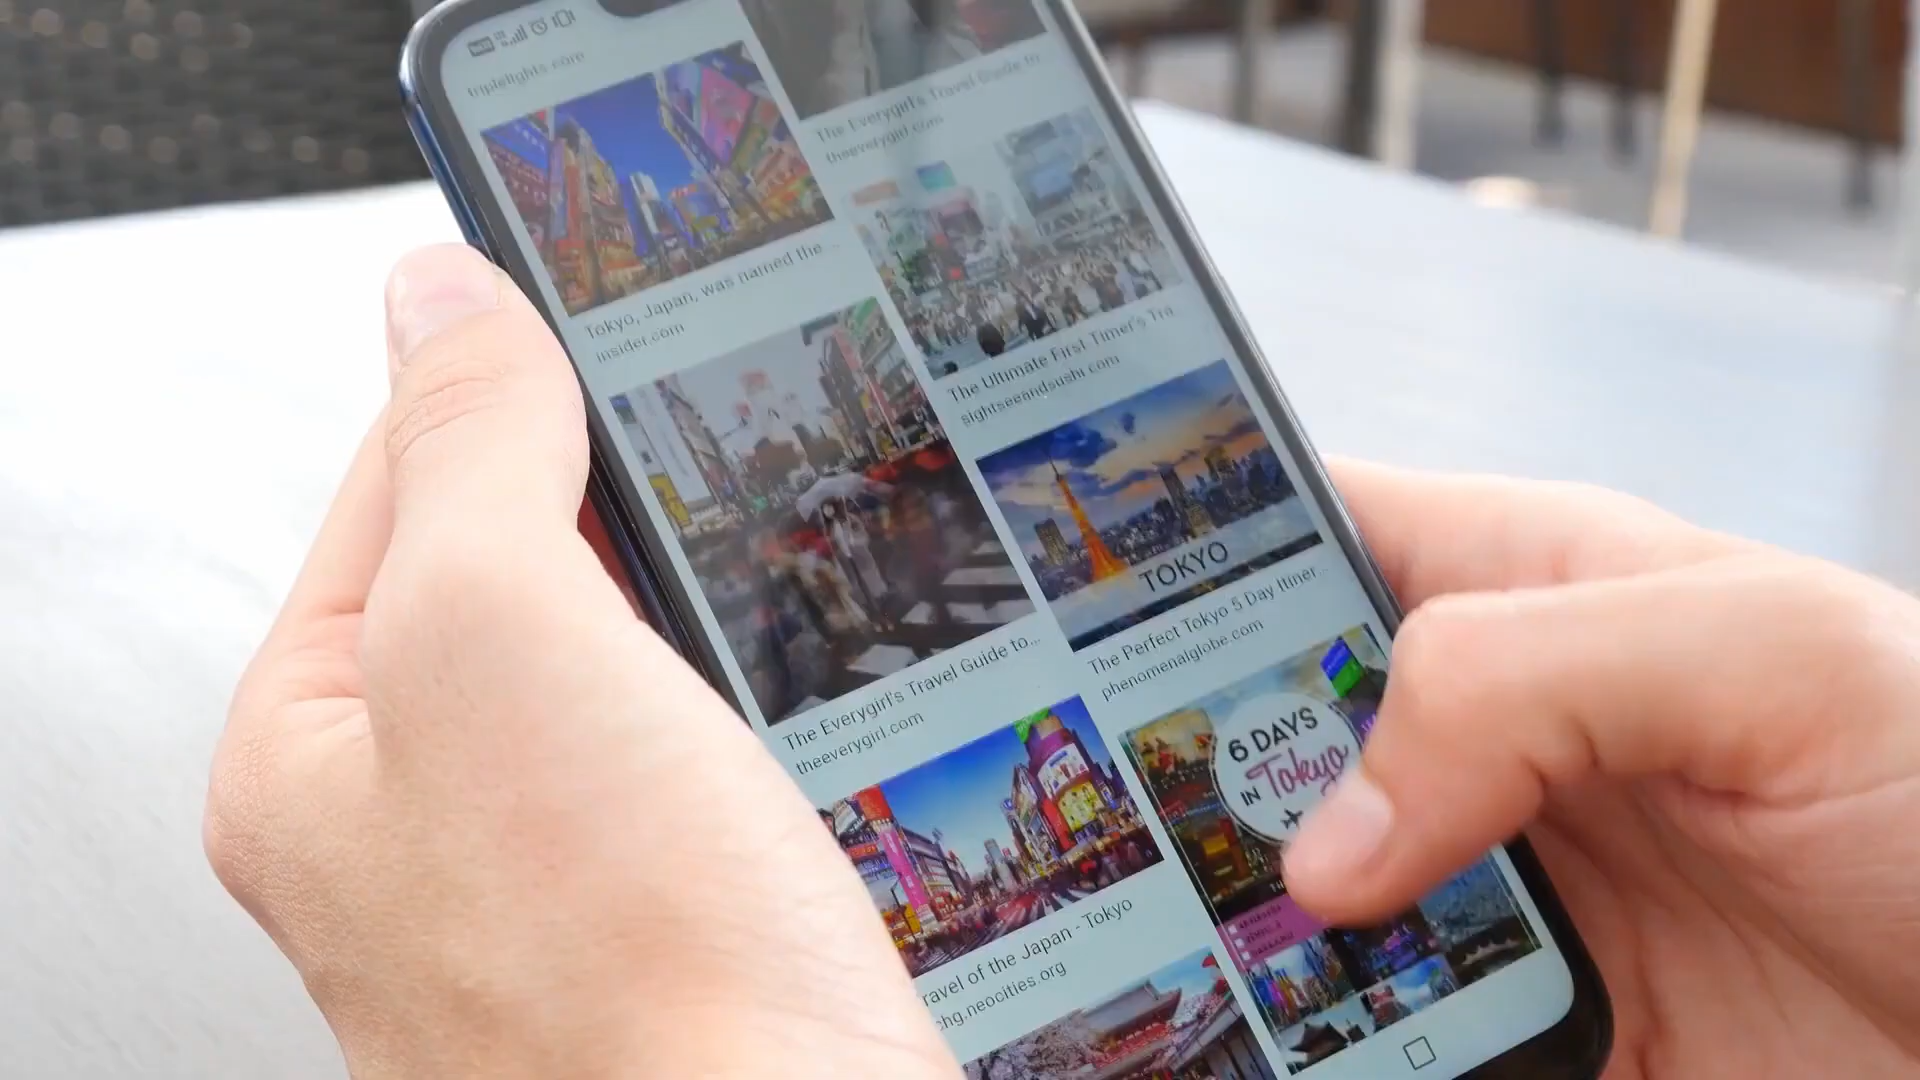 triplelights.com
Tokyo, Japan, was named the ...
insider.com
The Everygirl's Travel Guide to...
theeverygirl.com
ravel of the Japan - Tokyo
chg.neocities.org
The Everygirl's Travel Guide to
theeverygirl.com
The Ultimate First Timer's Tra
sightseeandsushi.com
TOKYO
The Perfect Tokyo 5 Day Itiner...
phenomenalglobe.com
6 DAYS
IN Tokyo